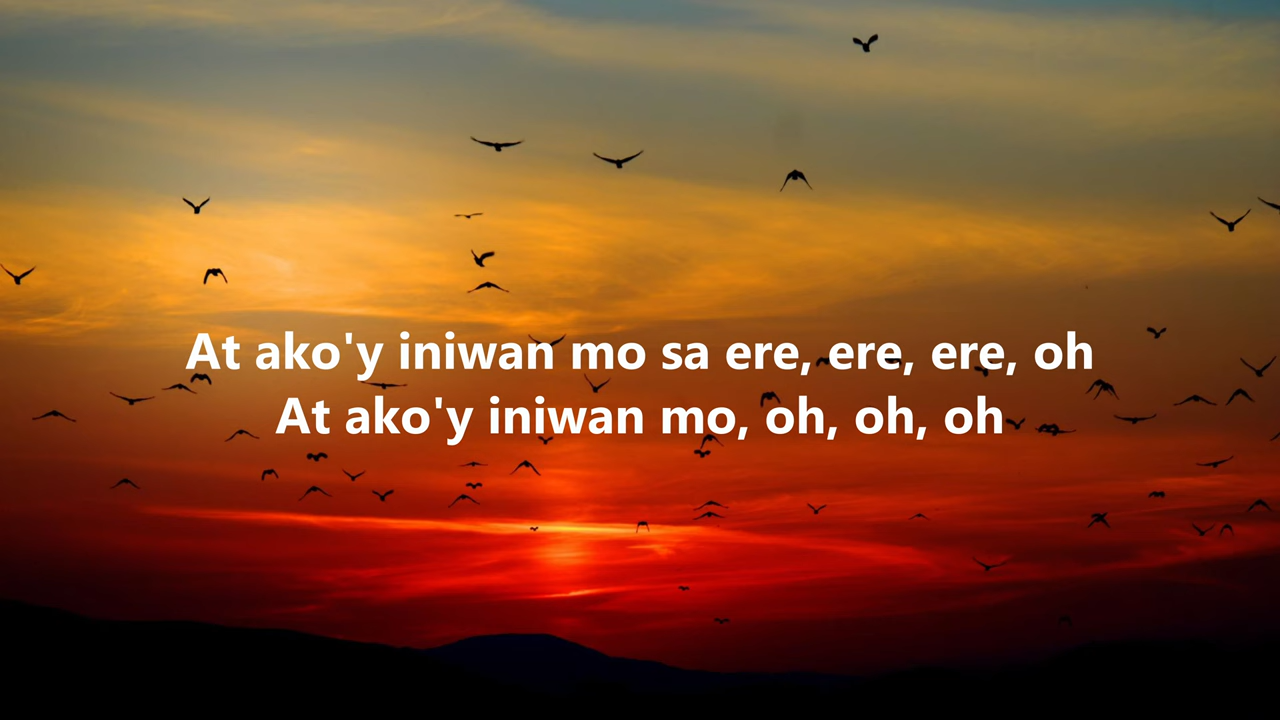 At ako'y iniwan mo sa ere, ere, ere, oh
At ako'y iniwan mo, oh, oh, oh